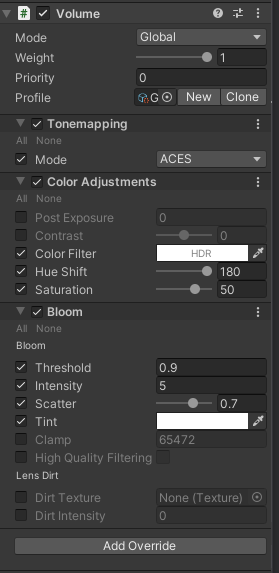 Volume
Mode Global
Weight 1
Priority 0
Profile G New Clone
Tonemapping
All None
Mode ACES
Color Adjustments
All None
Post Exposure 0
Contrast 0
Color Filter HDR
Hue Shift 180
Saturation 50
Bloom
All None
Bloom
Threshold 0.9
Intensity 5
Scatter 0.7
Tint
Clamp 65472
High Quality Filtering
Lens Dirt
Dirt Texture None (Texture)
Dirt Intensity 0
Add Override